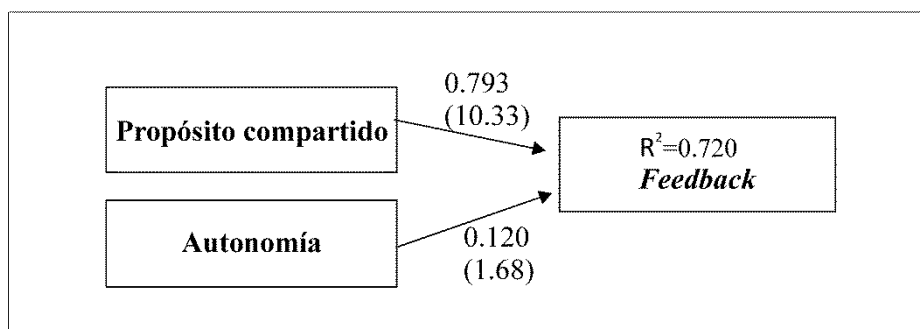 0.793
(10.33)
Propósito compartido
R²=0.720
Feedback
Autonomía
0.120
(1.68)